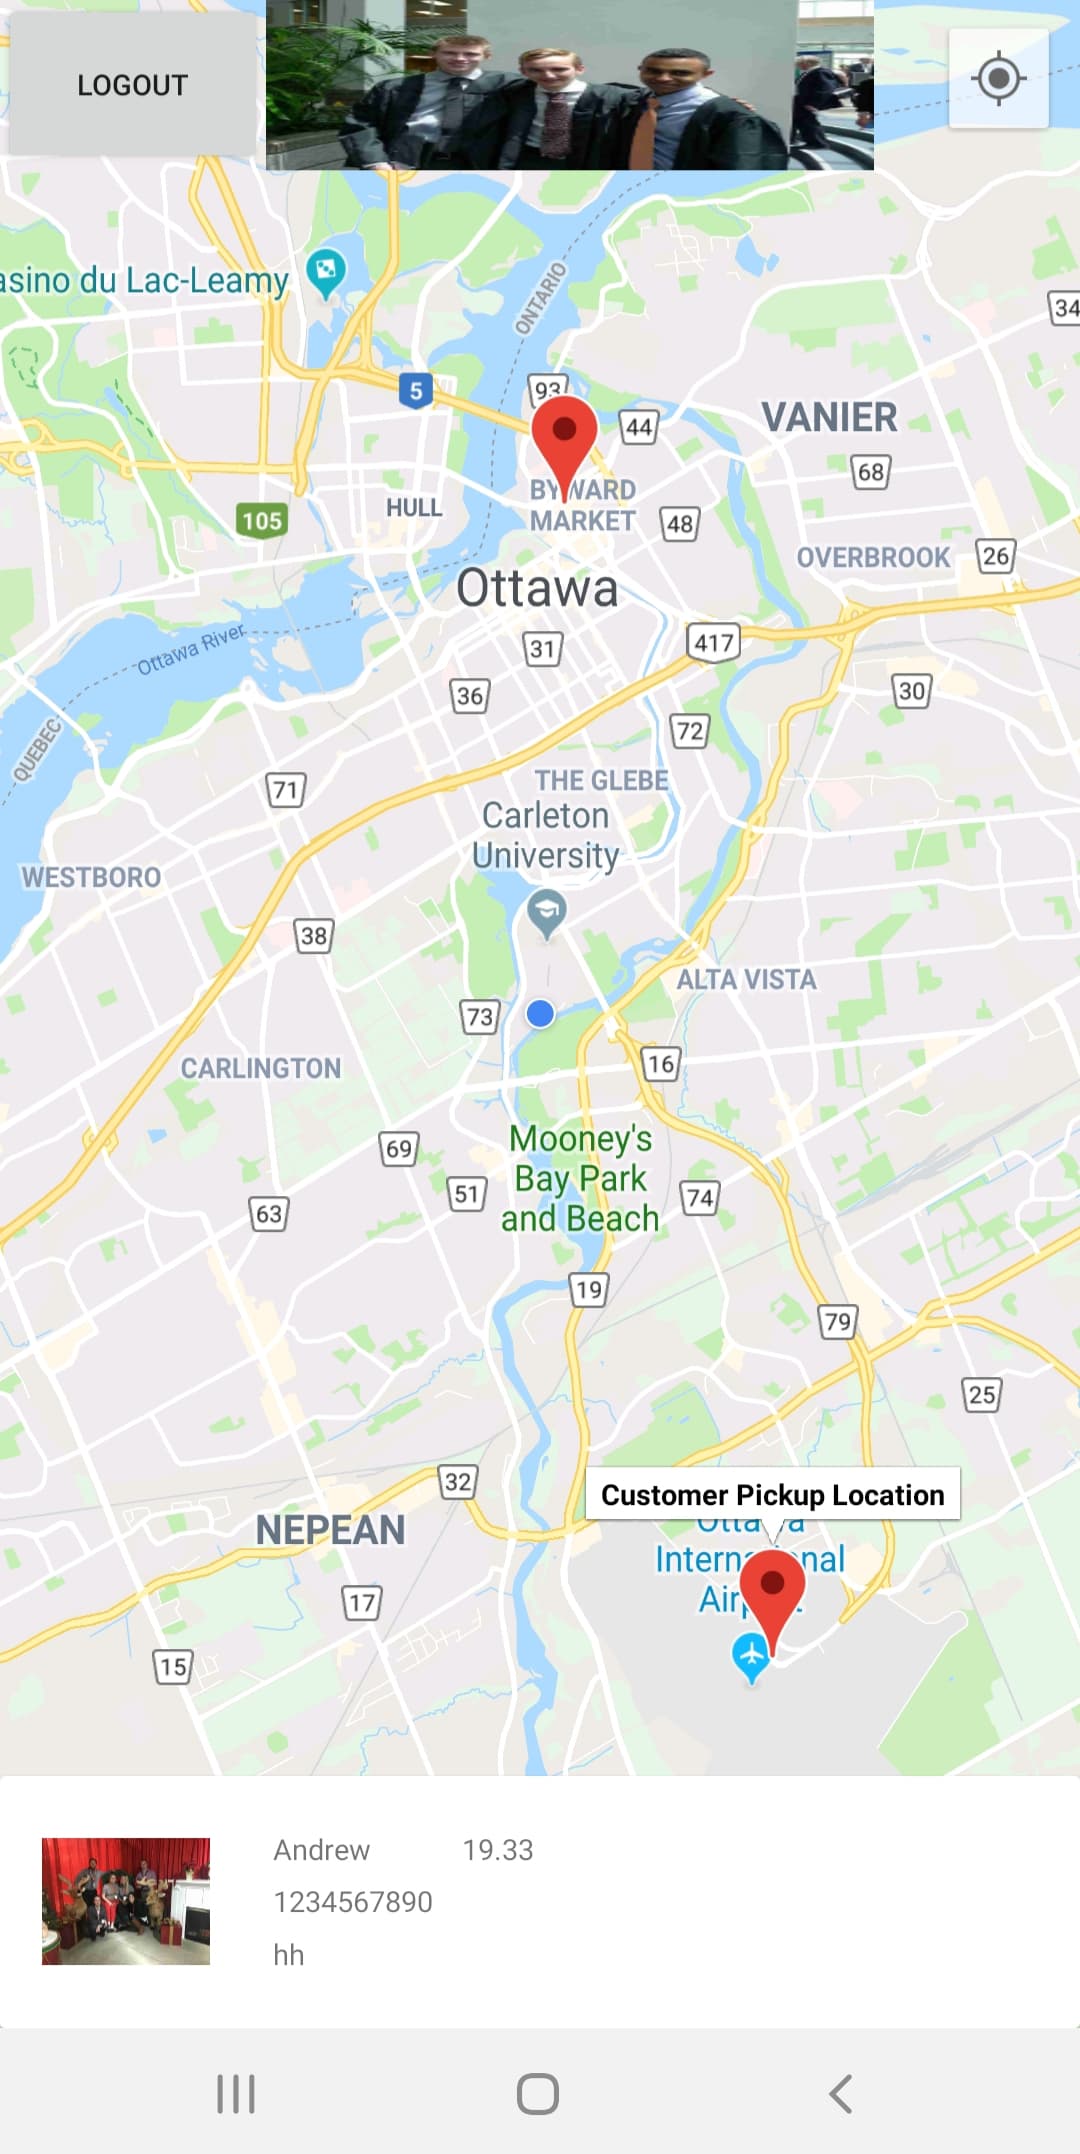 LOGOUT
asino du Lac-Leamy
ONTARIO
34
93
5
44
VANIER
68
BYWARD
MARKET
HULL
105
48
OVERBROOK
26
Ottawa
31
417
Ottawa River
36
30
72
QUEBEC
71
THE GLEBE
Carleton
University
WESTBORO
38
ALTA VISTA
73
CARLINGTON
16
69
Mooney's
Bay Park
and Beach
51
74
63
19
79
25
32
Customer Pickup Location
NEPEAN
Ottawa
International
17
15
Andrew
19.33
1234567890
hh